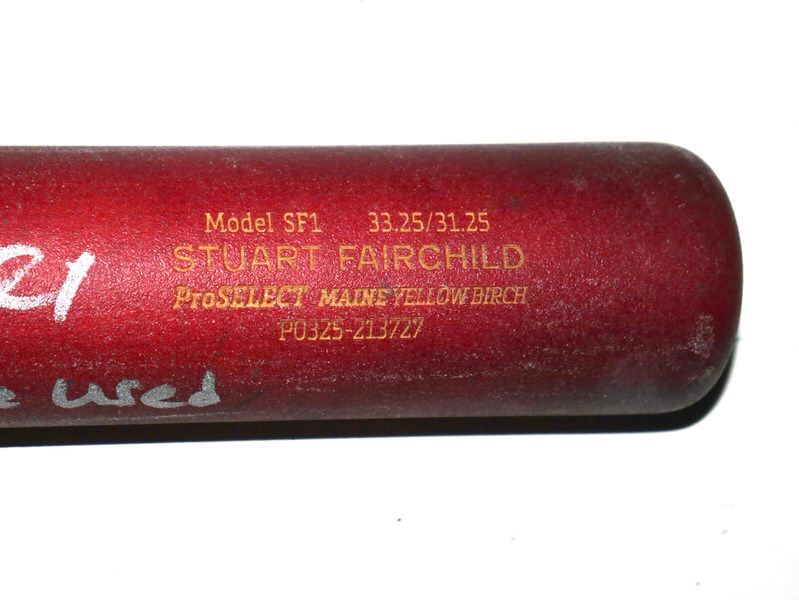 Model SF1 33.25/31.25
STUART FAIRCHILD
ProSELECT MAINE YELLOW BIRCH
P0325-213727
Used